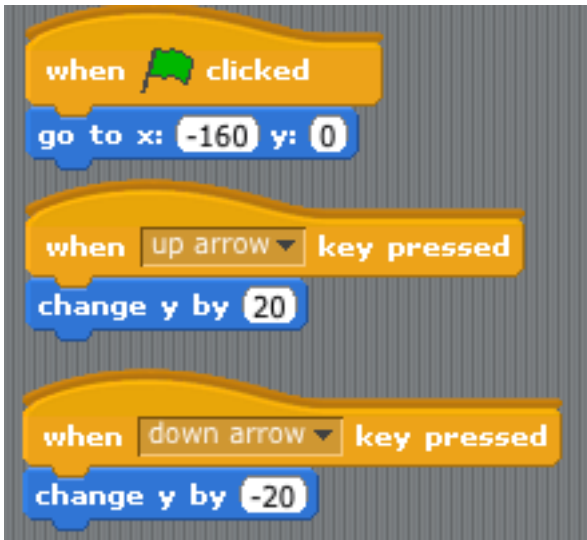 when clicked
go to x: -160 y: 0
when up arrow key pressed
change y by 20
when down arrow key pressed
change y by -20